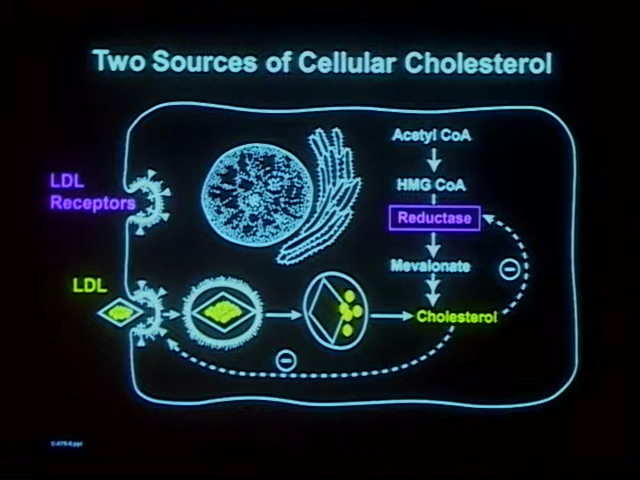 Two Sources of Cellular Cholesterol
Acetyl CoA
LDL
Receptors
HMG CoA
Reductase
Mevalonate
LDL
Cholesterol